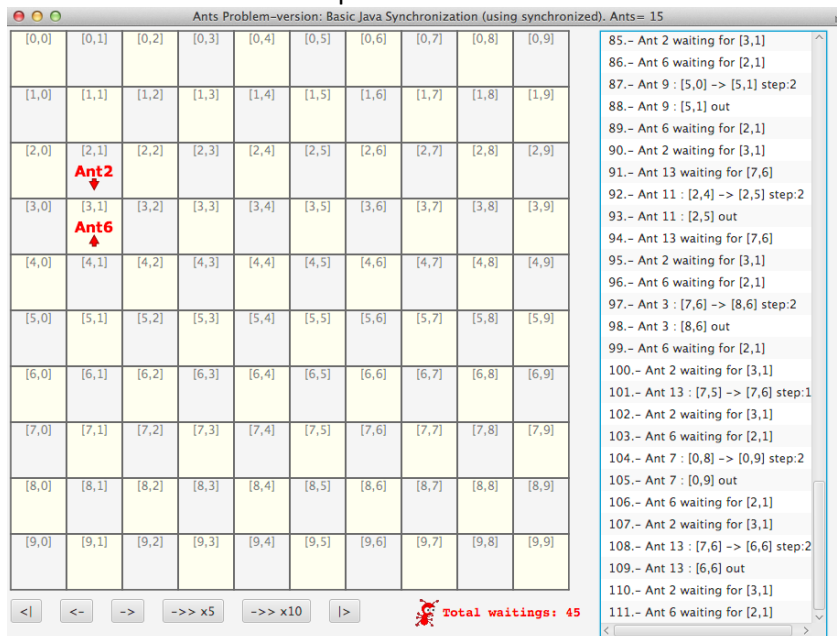 Ants Problem-version: Basic Java Synchronization (using synchronized). Ants= 15
[0,0] [0,1] [0,2] [0,3] [0,4] [0,5] [0,6] [0,7] [0,8] [0,9]
[1,0] [1,1] [1,2] [1,3] [1,4] [1,5] [1,6] [1,7] [1,8] [1,9]
[2,0] [2,1] [2,2] [2,3] [2,4] [2,5] [2,6] [2,7] [2,8] [2,9]
Ant2
[3,0] [3,1] [3,2] [3,3] [3,4] [3,5] [3,6] [3,7] [3,8] [3,9]
Ant6
[4,0] [4,1] [4,2] [4,3] [4,4] [4,5] [4,6] [4,7] [4,8] [4,9]
[5,0] [5,1] [5,2] [5,3] [5,4] [5,5] [5,6] [5,7] [5,8] [5,9]
[6,0] [6,1] [6,2] [6,3] [6,4] [6,5] [6,6] [6,7] [6,8] [6,9]
[7,0] [7,1] [7,2] [7,3] [7,4] [7,5] [7,6] [7,7] [7,8] [7,9]
[8,0] [8,1] [8,2] [8,3] [8,4] [8,5] [8,6] [8,7] [8,8] [8,9]
[9,0] [9,1] [9,2] [9,3] [9,4] [9,5] [9,6] [9,7] [9,8] [9,9]
<| <- -> ->> x5 ->> x10 |> Total waitings: 45
85.- Ant 2 waiting for [3,1]
86.- Ant 6 waiting for [2,1]
87.- Ant 9 : [5,0] -> [5,1] step:2
88.- Ant 9 : [5,1] out
89.- Ant 6 waiting for [2,1]
90.- Ant 2 waiting for [3,1]
91.- Ant 13 waiting for [7,6]
92.- Ant 11 : [2,4] -> [2,5] step:2
93.- Ant 11 : [2,5] out
94.- Ant 13 waiting for [7,6]
95.- Ant 2 waiting for [3,1]
96.- Ant 6 waiting for [2,1]
97.- Ant 3 : [7,6] -> [8,6] step:2
98.- Ant 3 : [8,6] out
99.- Ant 6 waiting for [2,1]
100.- Ant 2 waiting for [3,1]
101.- Ant 13 : [7,5] -> [7,6] step:1
102.- Ant 2 waiting for [3,1]
103.- Ant 6 waiting for [2,1]
104.- Ant 7 : [0,8] -> [0,9] step:2
105.- Ant 7 : [0,9] out
106.- Ant 6 waiting for [2,1]
107.- Ant 2 waiting for [3,1]
108.- Ant 13 : [7,6] -> [6,6] step:2
109.- Ant 13 : [6,6] out
110.- Ant 2 waiting for [3,1]
111.- Ant 6 waiting for [2,1]